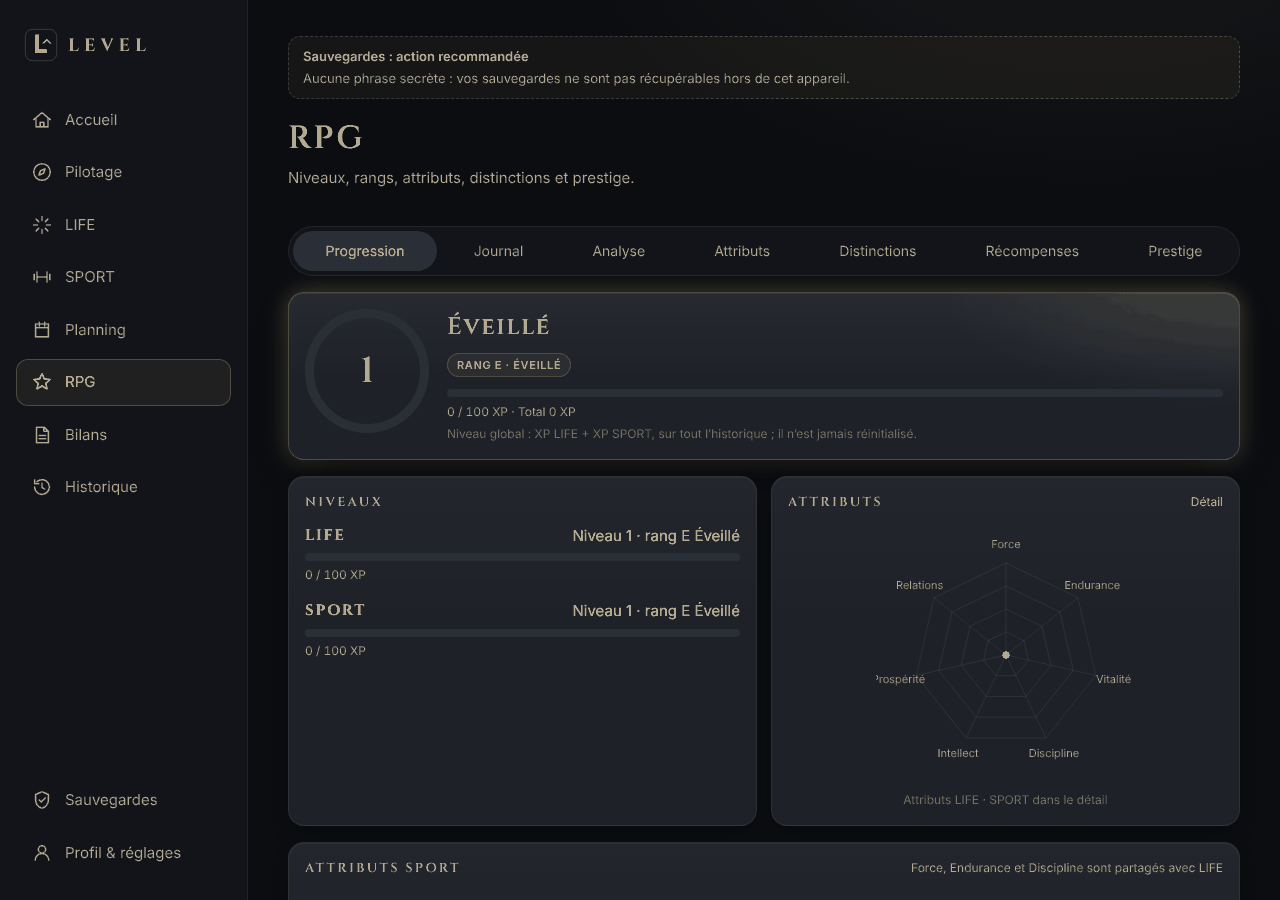 LEVEL
Accueil
Pilotage
LIFE
SPORT
Planning
RPG
Bilans
Historique
Sauvegardes
Profil & réglages
Sauvegardes : action recommandée
Aucune phrase secrète : vos sauvegardes ne sont pas récupérables hors de cet appareil.
RPG
Niveaux, rangs, attributs, distinctions et prestige.
Progression
Journal
Analyse
Attributs
Distinctions
Récompenses
Prestige
1
ÉVEILLÉ
RANG E · ÉVEILLÉ
0 / 100 XP · Total 0 XP
Niveau global : XP LIFE + XP SPORT, sur tout l'historique ; il n'est jamais réinitialisé.
NIVEAUX
LIFE
Niveau 1 · rang E Éveillé
0 / 100 XP
SPORT
Niveau 1 · rang E Éveillé
0 / 100 XP
ATTRIBUTS
Détail
Force
Relations
Endurance
Prospérité
Vitalité
Intellect
Discipline
Attributs LIFE · SPORT dans le détail
ATTRIBUTS SPORT
Force, Endurance et Discipline sont partagés avec LIFE